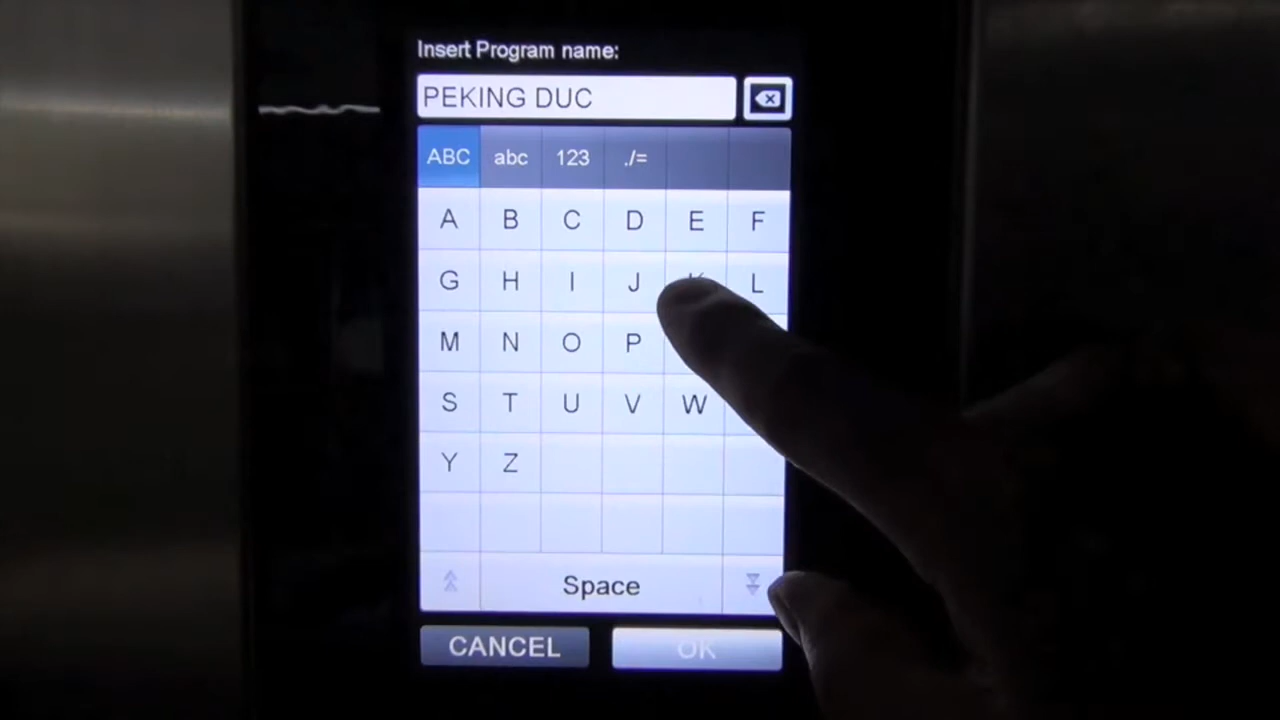 Insert Program name:
PEKING DUC
ABC abc 123 ./=
A B C D E F
G H I J K L
M N O P
S T U V W
Y Z
Space
CANCEL OK